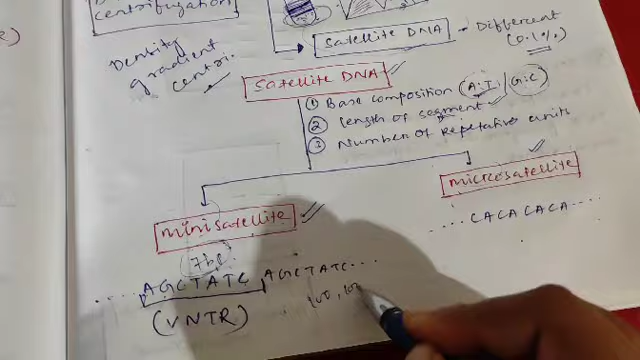 centrifugation
Satellite DNA - Different
(0.1%)
Density
gradient
centri.
Satellite DNA
① Base composition (A:T / G:C)
② length of segment
③ Number of Repetative units
minisatellite
microsatellite
.... CACACACA....
7bp
..... AGCTATC AGCTATC...
(VNTR)